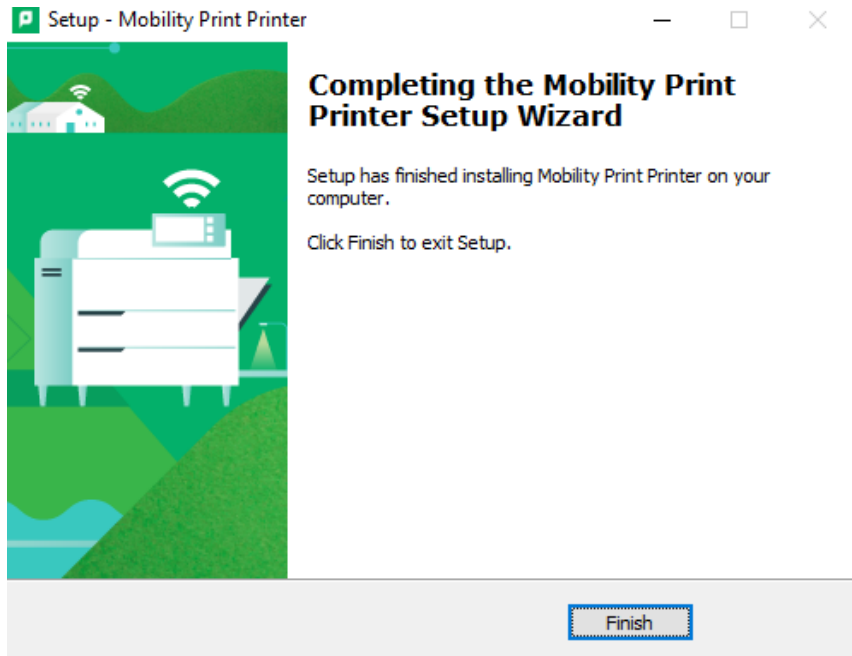 Setup - Mobility Print Printer
Completing the Mobility Print
Printer Setup Wizard
Setup has finished installing Mobility Print Printer on your
computer.
Click Finish to exit Setup.
Finish